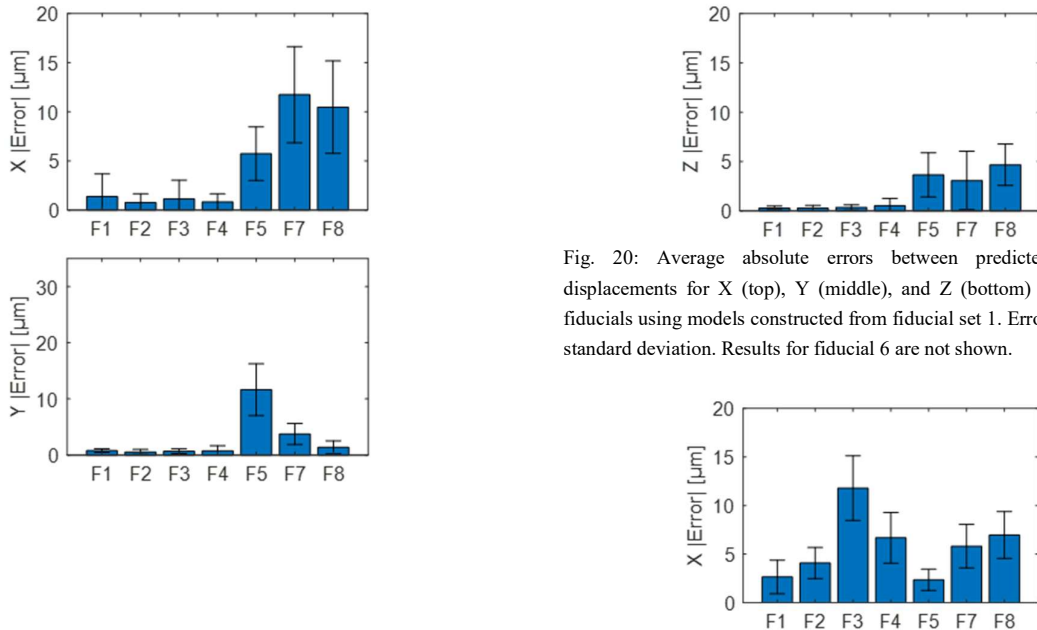 20
15
10
5
0
X |Error| [µm]
F1 F2 F3 F4 F5 F7 F8
30
20
10
0
Y |Error| [µm]
F1 F2 F3 F4 F5 F7 F8
20
15
10
5
0
Z |Error| [µm]
F1 F2 F3 F4 F5 F7 F8
Fig. 20: Average absolute errors between predicte
displacements for X (top), Y (middle), and Z (bottom)
fiducials using models constructed from fiducial set 1. Erro
standard deviation. Results for fiducial 6 are not shown.
20
15
10
5
0
X |Error| [µm]
F1 F2 F3 F4 F5 F7 F8